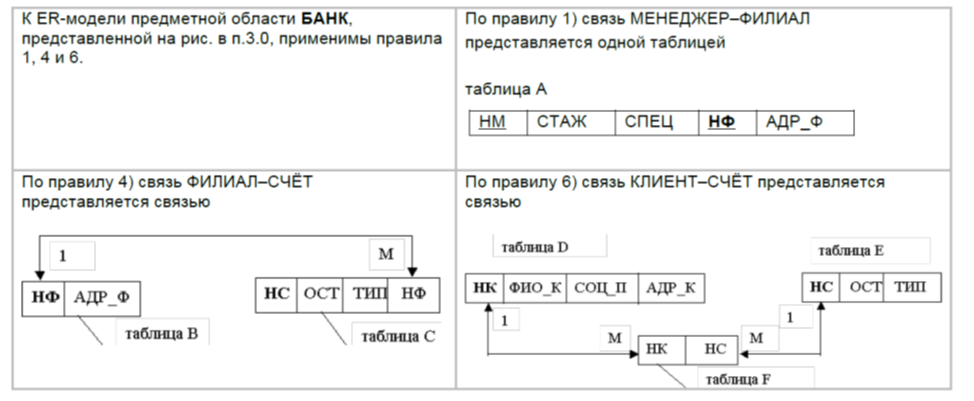 К ER-модели предметной области БАНК,
представленной на рис. в п.3.0, применимы правила
1, 4 и 6.
По правилу 1) связь МЕНЕДЖЕР–ФИЛИАЛ
представляется одной таблицей
таблица А
НМ СТАЖ СПЕЦ НФ АДР_Ф
По правилу 4) связь ФИЛИАЛ–СЧЁТ
представляется связью
1 М
НФ АДР_Ф НС ОСТ ТИП НФ
таблица В таблица С
По правилу 6) связь КЛИЕНТ–СЧЁТ представляется
связью
таблица D таблица Е
НК ФИО_К СОЦ_П АДР_К НС ОСТ ТИП
1 1
М М
НК НС
таблица F